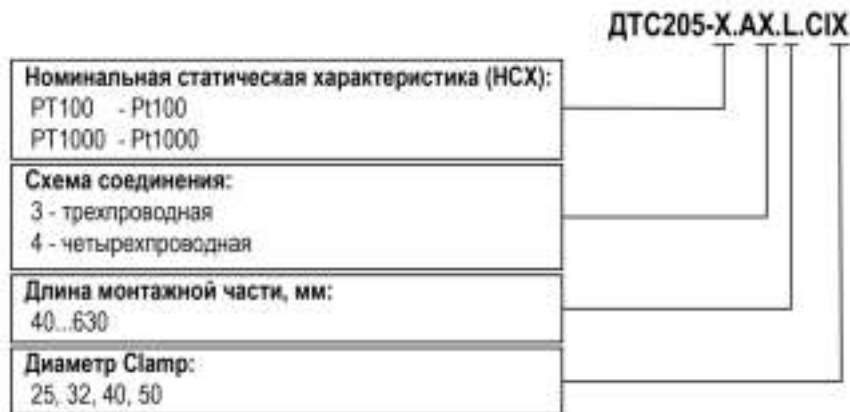 ДТС205-X.AX.L.CIX
Номинальная статическая характеристика (НСХ):
PT100 - Pt100
PT1000 - Pt1000
Схема соединения:
3 - трехпроводная
4 - четырехпроводная
Длина монтажной части, мм:
40...630
Диаметр Clamp:
25, 32, 40, 50